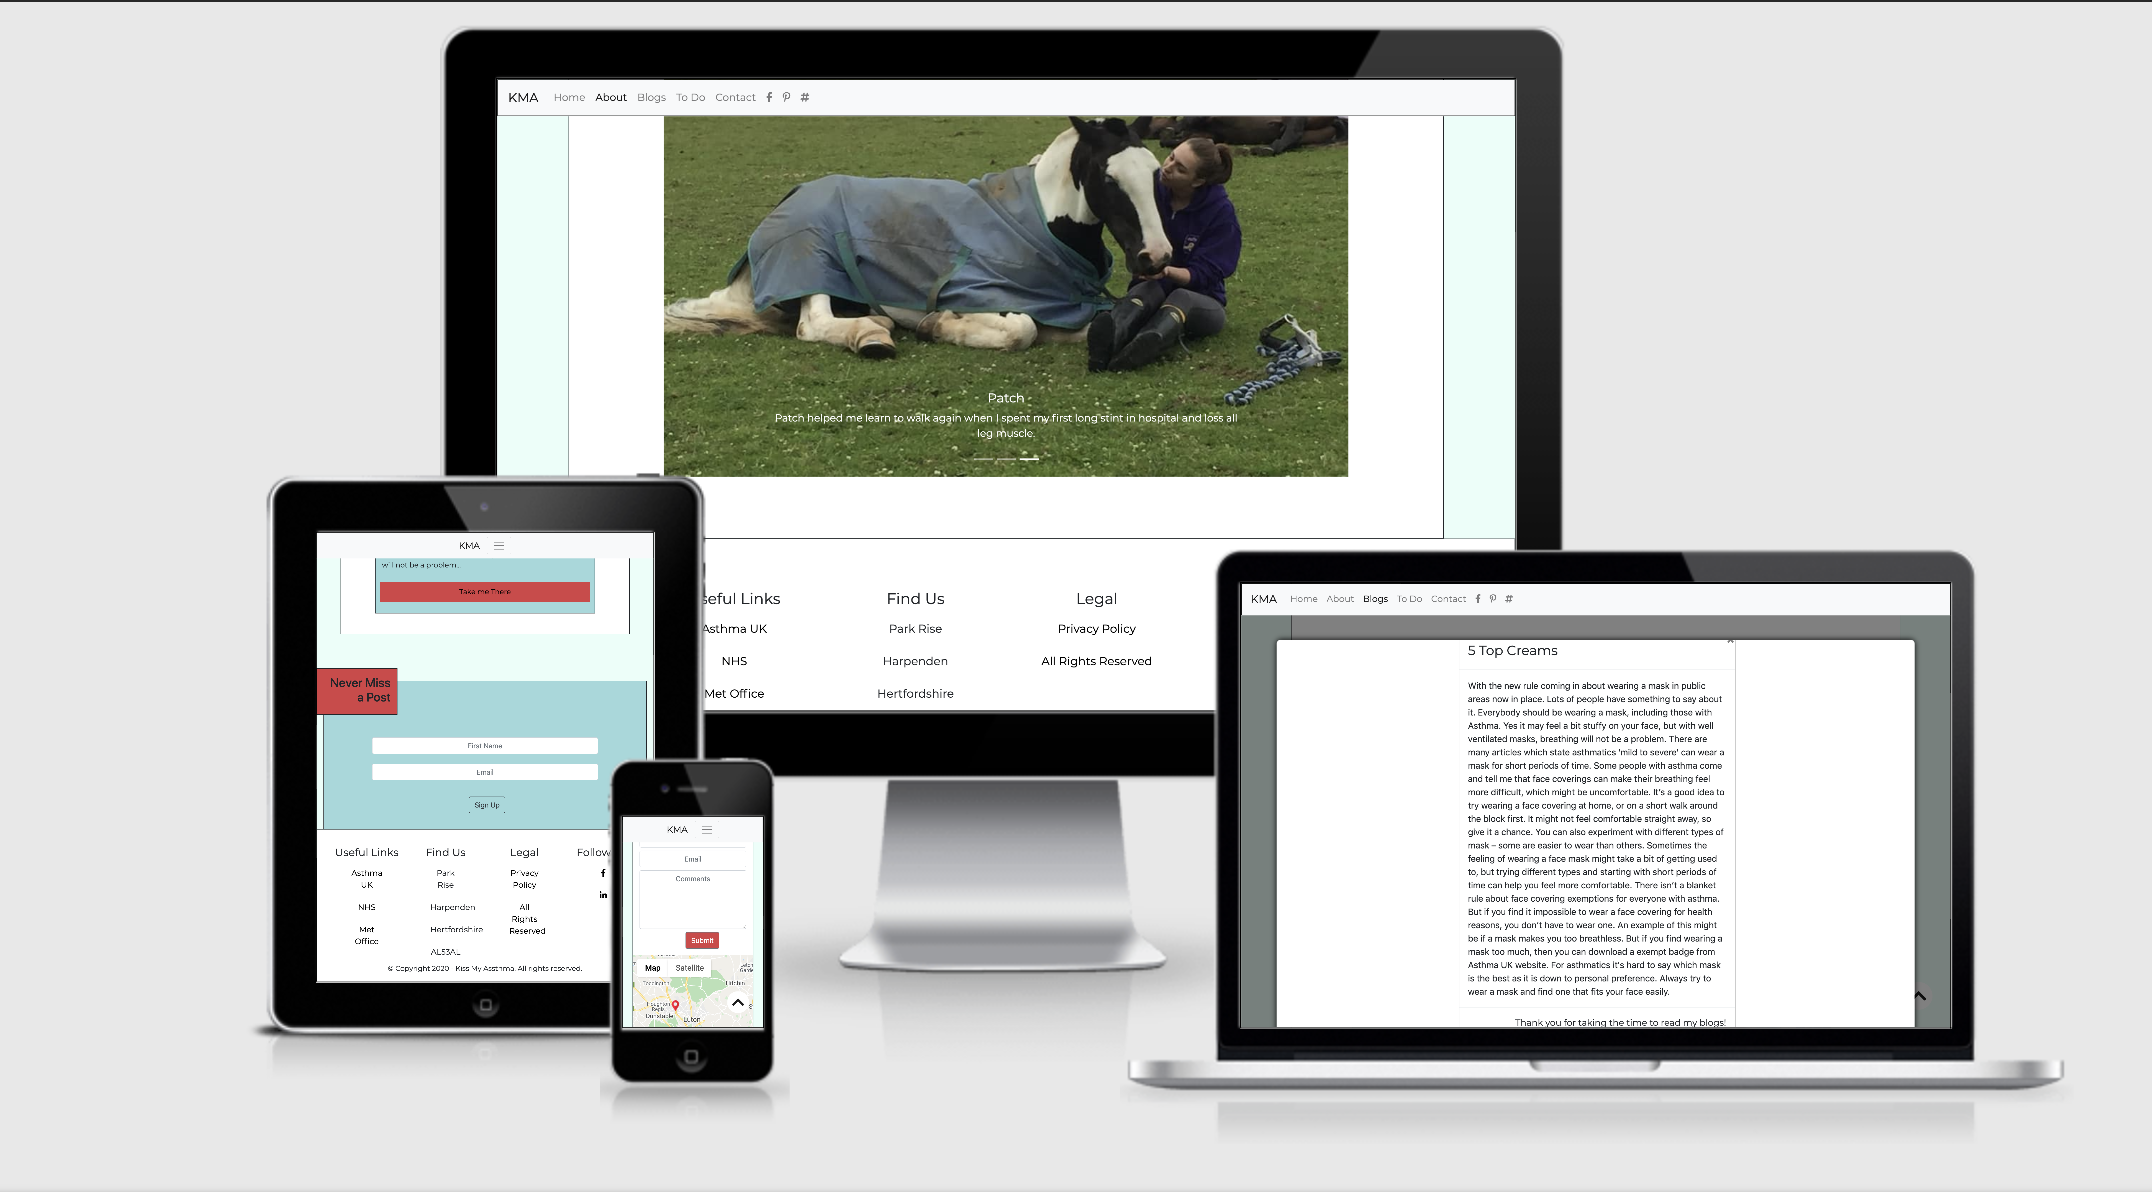 KMA Home About Blogs To Do Contact
Patch
Patch helped me learn to walk again when I spent my first long stint in hospital and loss all
leg muscle.
seful Links Find Us Legal
Asthma UK Park Rise Privacy Policy
NHS Harpenden All Rights Reserved
Met Office Hertfordshire
KMA
will not be a problem...
Take me There
Never Miss
a Post
First Name
Email
Sign Up
Useful Links Find Us Legal Follow
Asthma Park Privacy
UK Rise Policy
NHS Harpenden All
Rights
Met Hertfordshire Reserved
Office
AL53AL
© Copyright 2020 Kiss My Assthma. All rights reserved.
KMA
Email
Comments
Submit
Map Satellite
Toddington
Hitchin
Houghton
Regis
Dunstable
Luton
KMA Home About Blogs To Do Contact
5 Top Creams
With the new rule coming in about wearing a mask in public
areas now in place. Lots of people have something to say about
it. Everybody should be wearing a mask, including those with
Asthma. Yes it may feel a bit stuffy on your face, but with well
ventilated masks, breathing will not be a problem. There are
many articles which state asthmatics 'mild to severe' can wear a
mask for short periods of time. Some people with asthma come
and tell me that face coverings can make their breathing feel
more difficult, which might be uncomfortable. It's a good idea to
try wearing a face covering at home, or on a short walk around
the block first. It might not feel comfortable straight away, so
give it a chance. You can also experiment with different types of
mask – some are easier to wear than others. Sometimes the
feeling of wearing a face mask might take a bit of getting used
to, but trying different types and starting with short periods of
time can help you feel more comfortable. There isn't a blanket
rule about face covering exemptions for everyone with asthma.
But if you find it impossible to wear a face covering for health
reasons, you don't have to wear one. An example of this might
be if a mask makes you too breathless. But if you find wearing a
mask too much, then you can download a exempt badge from
Asthma UK website. For asthmatics it's hard to say which mask
is the best as it is down to personal preference. Always try to
wear a mask and find one that fits your face easily.
Thank you for taking the time to read my blogs!